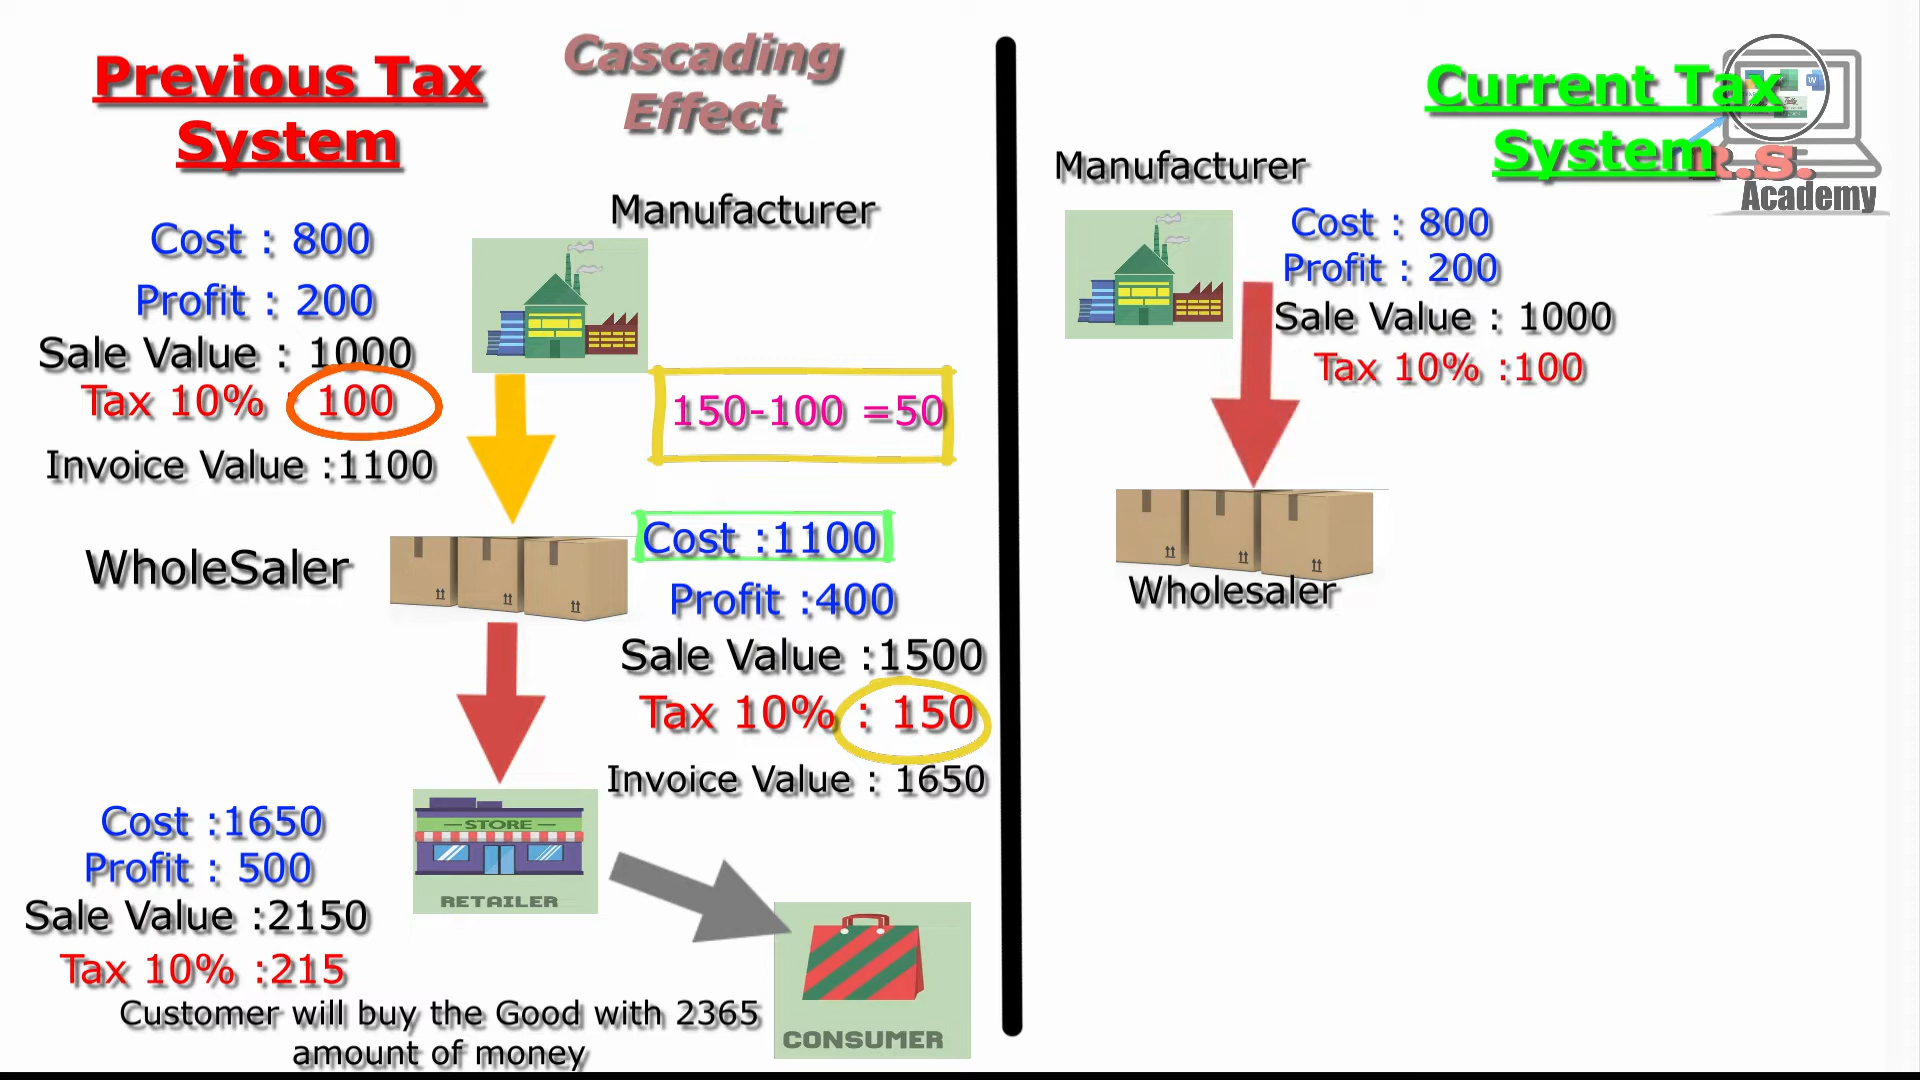 Previous Tax
System
Cascading
Effect
Manufacturer
Cost : 800
Profit : 200
Sale Value : 1000
Tax 10% : 100
Invoice Value :1100
150-100 =50
WholeSaler
Cost :1100
Profit :400
Sale Value :1500
Tax 10% : 150
Invoice Value : 1650
Cost :1650
Profit : 500
Sale Value :2150
Tax 10% :215
STORE
RETAILER
Customer will buy the Good with 2365
amount of money
CONSUMER
Current Tax
System
R.S.
Academy
Manufacturer
Cost : 800
Profit : 200
Sale Value : 1000
Tax 10% :100
Wholesaler